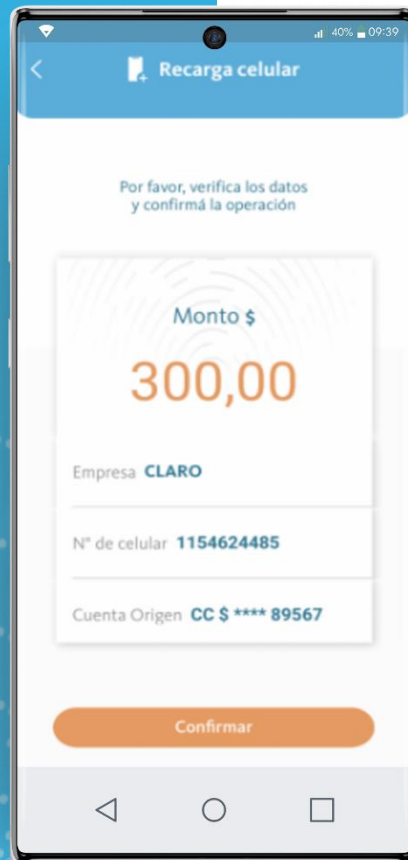 40% 09:39
Recarga celular
Por favor, verifica los datos
y confirmá la operación
Monto $
300,00
Empresa CLARO
N° de celular 1154624485
Cuenta Origen CC $ **** 89567
Confirmar